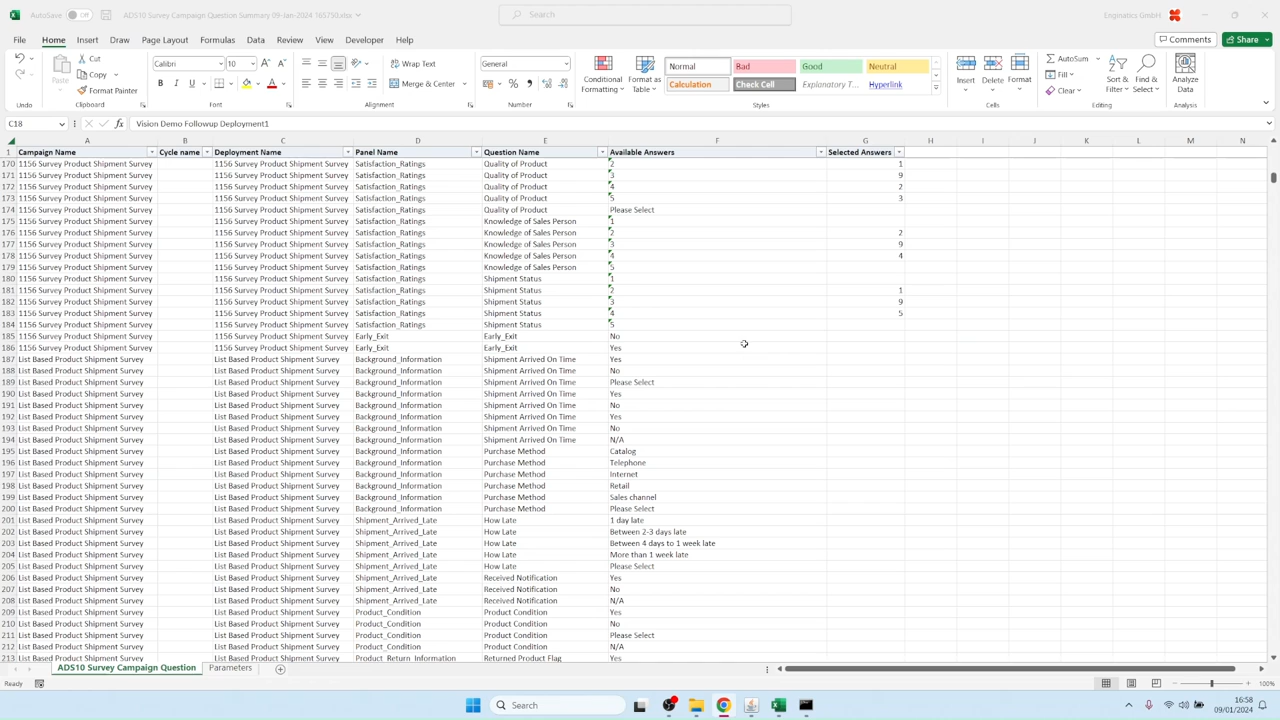 AutoSave Off ADS10 Survey Campaign Question Summary 09-Jan-2024 165750.xlsx Search Enginatics GmbH
File Home Insert Draw Page Layout Formulas Data Review View Developer Help Comments Share
Undo
Paste Cut Copy Format Painter Clipboard
Calibri 10 B I U Font
Wrap Text Merge & Center Alignment
General Number
Conditional Formatting Format as Table Normal Bad Good Neutral Calculation Check Cell Explanatory T... Hyperlink Styles
Insert Delete Format Cells
AutoSum Fill Clear Sort & Filter Find & Select Editing
Analyze Data Analysis
C18 fx Vision Demo Followup Deployment1
A B C D E F G H I J K L M N
1 Campaign Name Cycle name Deployment Name Panel Name Question Name Available Answers Selected Answers
170 1156 Survey Product Shipment Survey 1156 Survey Product Shipment Survey Satisfaction_Ratings Quality of Product 2 1
171 1156 Survey Product Shipment Survey 1156 Survey Product Shipment Survey Satisfaction_Ratings Quality of Product 3 9
172 1156 Survey Product Shipment Survey 1156 Survey Product Shipment Survey Satisfaction_Ratings Quality of Product 4 2
173 1156 Survey Product Shipment Survey 1156 Survey Product Shipment Survey Satisfaction_Ratings Quality of Product 5 3
174 1156 Survey Product Shipment Survey 1156 Survey Product Shipment Survey Satisfaction_Ratings Quality of Product Please Select
175 1156 Survey Product Shipment Survey 1156 Survey Product Shipment Survey Satisfaction_Ratings Knowledge of Sales Person 1
176 1156 Survey Product Shipment Survey 1156 Survey Product Shipment Survey Satisfaction_Ratings Knowledge of Sales Person 2 2
177 1156 Survey Product Shipment Survey 1156 Survey Product Shipment Survey Satisfaction_Ratings Knowledge of Sales Person 3 9
178 1156 Survey Product Shipment Survey 1156 Survey Product Shipment Survey Satisfaction_Ratings Knowledge of Sales Person 4 4
179 1156 Survey Product Shipment Survey 1156 Survey Product Shipment Survey Satisfaction_Ratings Knowledge of Sales Person 5
180 1156 Survey Product Shipment Survey 1156 Survey Product Shipment Survey Satisfaction_Ratings Shipment Status 1
181 1156 Survey Product Shipment Survey 1156 Survey Product Shipment Survey Satisfaction_Ratings Shipment Status 2 1
182 1156 Survey Product Shipment Survey 1156 Survey Product Shipment Survey Satisfaction_Ratings Shipment Status 3 9
183 1156 Survey Product Shipment Survey 1156 Survey Product Shipment Survey Satisfaction_Ratings Shipment Status 4 5
184 1156 Survey Product Shipment Survey 1156 Survey Product Shipment Survey Satisfaction_Ratings Shipment Status 5
185 1156 Survey Product Shipment Survey 1156 Survey Product Shipment Survey Early_Exit Early_Exit No
186 1156 Survey Product Shipment Survey 1156 Survey Product Shipment Survey Early_Exit Early_Exit Yes
187 List Based Product Shipment Survey List Based Product Shipment Survey Background_Information Shipment Arrived On Time Yes
188 List Based Product Shipment Survey List Based Product Shipment Survey Background_Information Shipment Arrived On Time No
189 List Based Product Shipment Survey List Based Product Shipment Survey Background_Information Shipment Arrived On Time Please Select
190 List Based Product Shipment Survey List Based Product Shipment Survey Background_Information Shipment Arrived On Time Yes
191 List Based Product Shipment Survey List Based Product Shipment Survey Background_Information Shipment Arrived On Time No
192 List Based Product Shipment Survey List Based Product Shipment Survey Background_Information Shipment Arrived On Time Yes
193 List Based Product Shipment Survey List Based Product Shipment Survey Background_Information Shipment Arrived On Time No
194 List Based Product Shipment Survey List Based Product Shipment Survey Background_Information Shipment Arrived On Time N/A
195 List Based Product Shipment Survey List Based Product Shipment Survey Background_Information Purchase Method Catalog
196 List Based Product Shipment Survey List Based Product Shipment Survey Background_Information Purchase Method Telephone
197 List Based Product Shipment Survey List Based Product Shipment Survey Background_Information Purchase Method Internet
198 List Based Product Shipment Survey List Based Product Shipment Survey Background_Information Purchase Method Retail
199 List Based Product Shipment Survey List Based Product Shipment Survey Background_Information Purchase Method Sales channel
200 List Based Product Shipment Survey List Based Product Shipment Survey Background_Information Purchase Method Please Select
201 List Based Product Shipment Survey List Based Product Shipment Survey Shipment_Arrived_Late How Late 1 day late
202 List Based Product Shipment Survey List Based Product Shipment Survey Shipment_Arrived_Late How Late Between 2-3 days late
203 List Based Product Shipment Survey List Based Product Shipment Survey Shipment_Arrived_Late How Late Between 4 days to 1 week late
204 List Based Product Shipment Survey List Based Product Shipment Survey Shipment_Arrived_Late How Late More than 1 week late
205 List Based Product Shipment Survey List Based Product Shipment Survey Shipment_Arrived_Late How Late Please Select
206 List Based Product Shipment Survey List Based Product Shipment Survey Shipment_Arrived_Late Received Notification Yes
207 List Based Product Shipment Survey List Based Product Shipment Survey Shipment_Arrived_Late Received Notification No
208 List Based Product Shipment Survey List Based Product Shipment Survey Shipment_Arrived_Late Received Notification N/A
209 List Based Product Shipment Survey List Based Product Shipment Survey Product_Condition Product Condition Yes
210 List Based Product Shipment Survey List Based Product Shipment Survey Product_Condition Product Condition No
211 List Based Product Shipment Survey List Based Product Shipment Survey Product_Condition Product Condition Please Select
212 List Based Product Shipment Survey List Based Product Shipment Survey Product_Condition Product Condition N/A
213 List Based Product Shipment Survey List Based Product Shipment Survey Product_Return_Information Returned Product Flag Yes
ADS10 Survey Campaign Question Parameters
Ready 100%
Search 16:58
09/01/2024